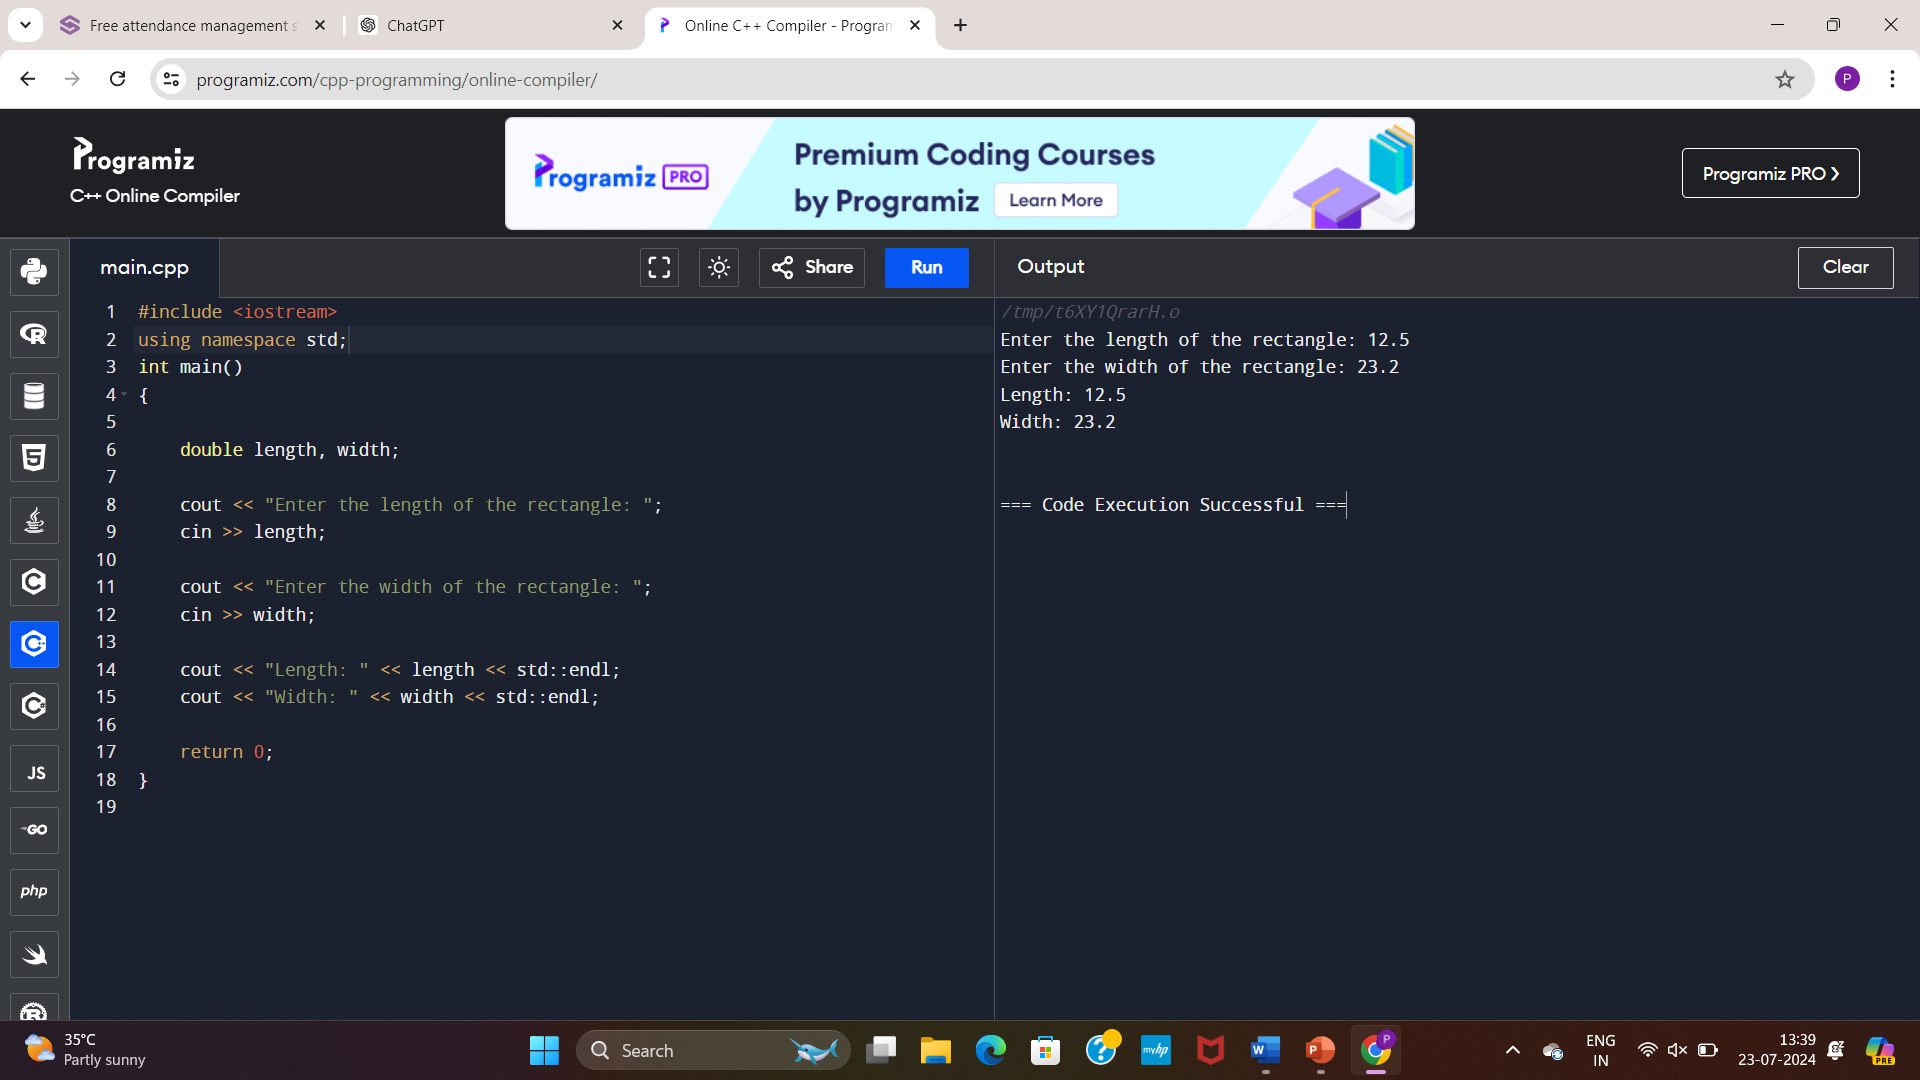 Free attendance management s
ChatGPT
Online C++ Compiler - Program
programiz.com/cpp-programming/online-compiler/
Programiz
C++ Online Compiler
Programiz PRO
Premium Coding Courses
by Programiz
Learn More
Programiz PRO
main.cpp
Share
Run
Output
Clear
1 #include <iostream>
2 using namespace std;
3 int main()
4 {
5
6 double length, width;
7
8 cout << "Enter the length of the rectangle: ";
9 cin >> length;
10
11 cout << "Enter the width of the rectangle: ";
12 cin >> width;
13
14 cout << "Length: " << length << std::endl;
15 cout << "Width: " << width << std::endl;
16
17 return 0;
18 }
19
/tmp/t6XY1QrarH.o
Enter the length of the rectangle: 12.5
Enter the width of the rectangle: 23.2
Length: 12.5
Width: 23.2
=== Code Execution Successful ===
JS
GO
php
35°C
Partly sunny
Search
myhp
ENG
IN
13:39
23-07-2024
PRE